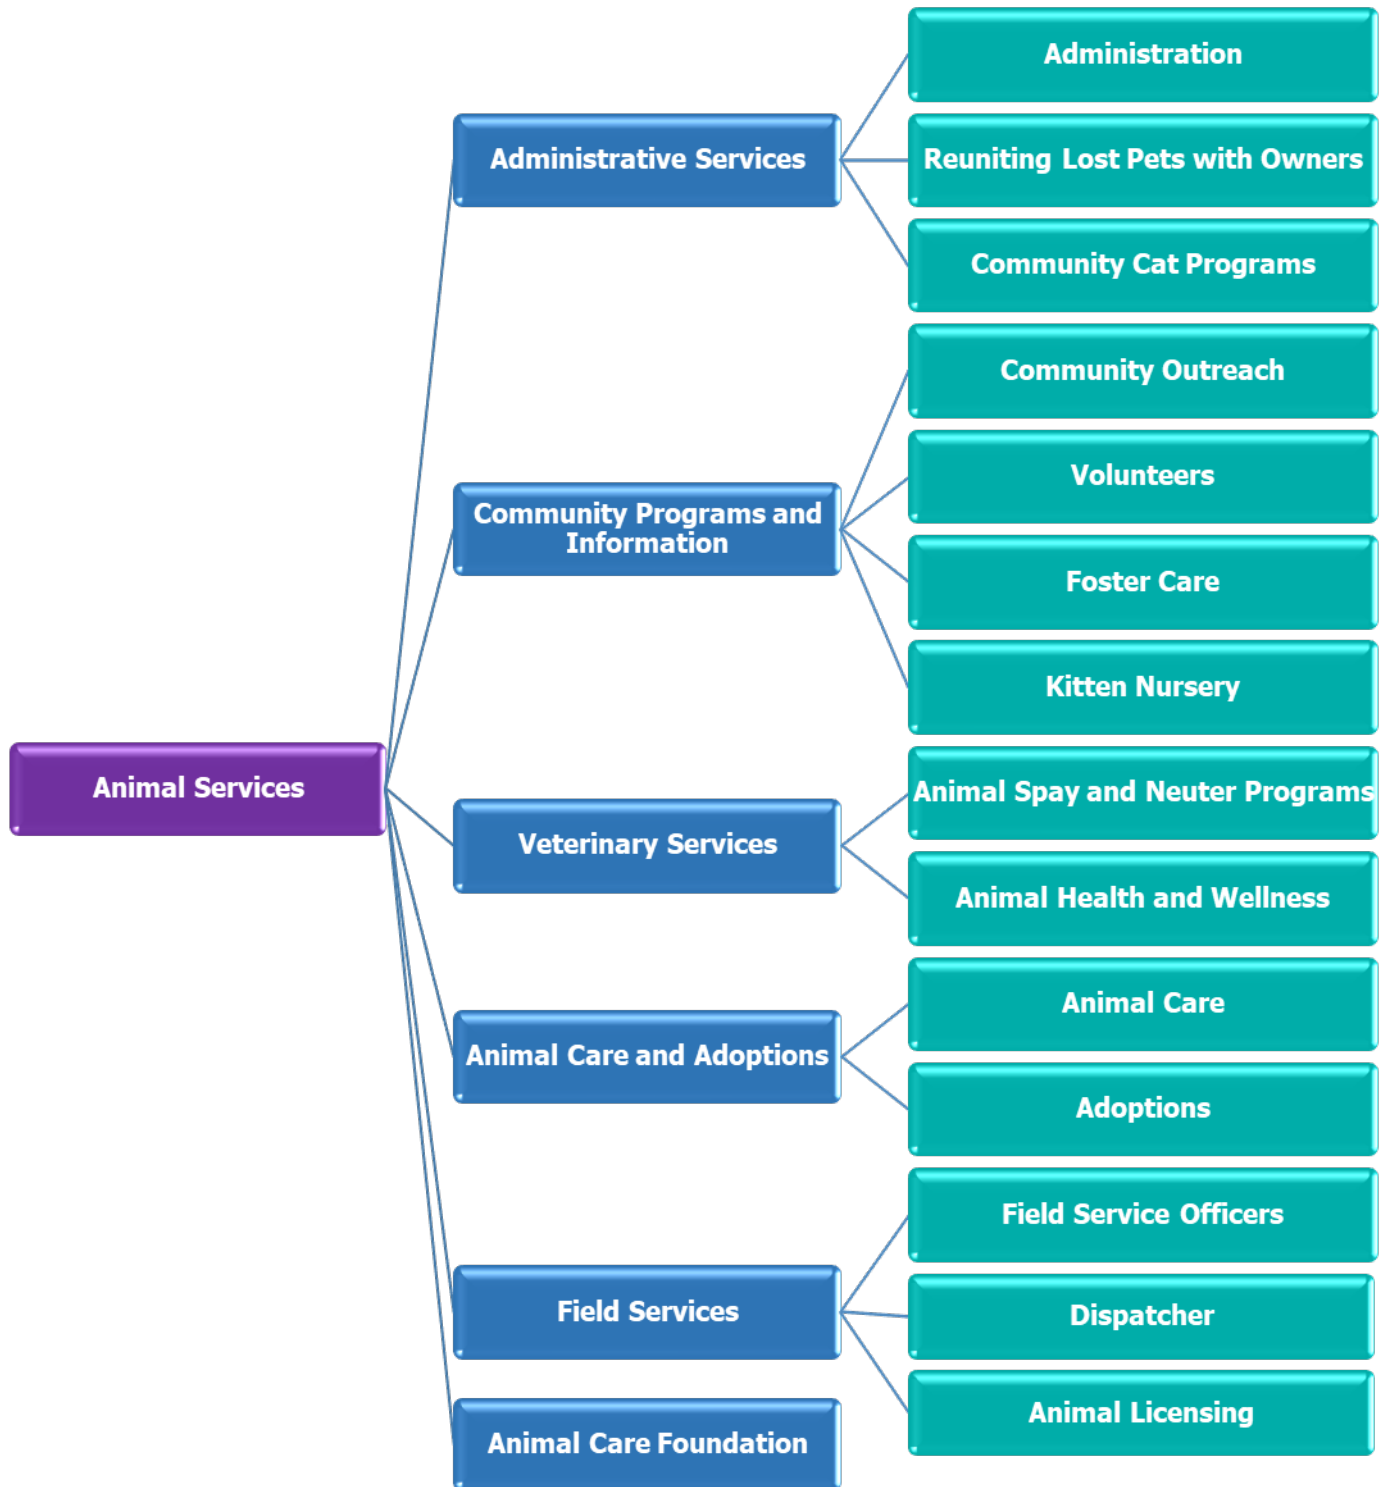 Animal Services
Administrative Services
Administration
Reuniting Lost Pets with Owners
Community Cat Programs
Community Programs and
Information
Community Outreach
Volunteers
Foster Care
Kitten Nursery
Veterinary Services
Animal Spay and Neuter Programs
Animal Health and Wellness
Animal Care and Adoptions
Animal Care
Adoptions
Field Services
Field Service Officers
Dispatcher
Animal Licensing
Animal Care Foundation